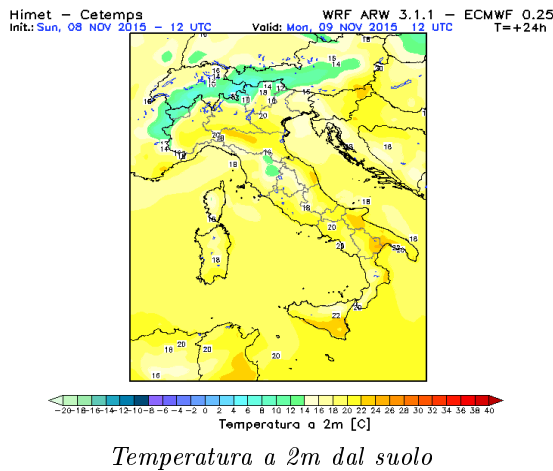 Himet – Cetemps WRF ARW 3.1.1 – ECMWF 0.25
Init.: Sun, 08 NOV 2015 – 12 UTC Valid: Mon, 09 NOV 2015 12 UTC T=+24h
-20-18-16-14-12-10-8 -6 -4 -2 0 2 4 6 8 10 12 14 16 18 20 22 24 26 28 30 32 34 36 38 40
Temperatura a 2m [C]
Temperatura a 2m dal suolo